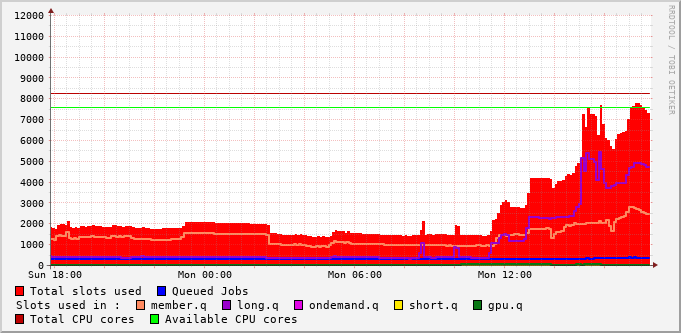 12000
11000
10000
9000
8000
7000
6000
5000
4000
3000
2000
1000
0
Sun 18:00 Mon 00:00 Mon 06:00 Mon 12:00
RRDTOOL / TOBI OETIKER
Total slots used Queued Jobs
Slots used in : member.q long.q ondemand.q short.q gpu.q
Total CPU cores Available CPU cores